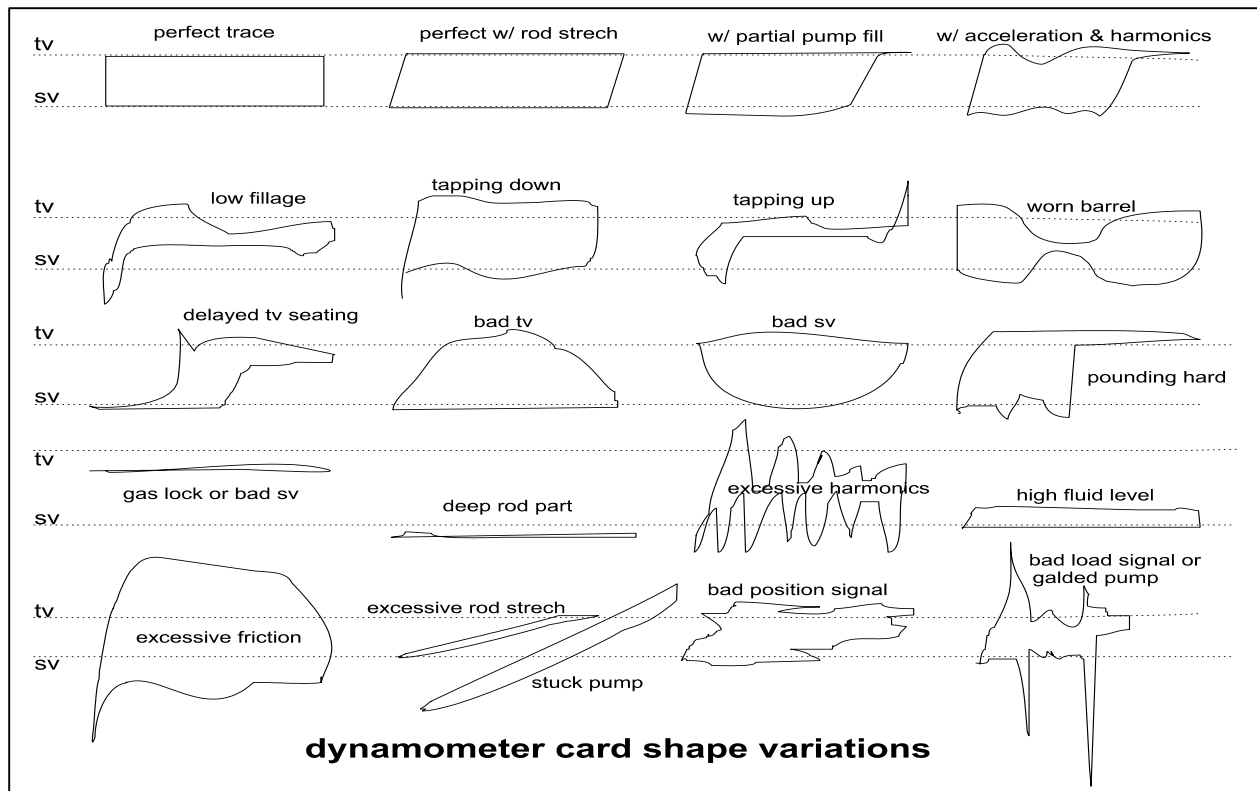 perfect trace
perfect w/ rod strech
w/ partial pump fill
w/ acceleration & harmonics
tv
sv
low fillage
tapping down
tapping up
worn barrel
tv
sv
delayed tv seating
bad tv
bad sv
pounding hard
tv
sv
gas lock or bad sv
deep rod part
excessive harmonics
high fluid level
tv
sv
excessive friction
excessive rod strech
stuck pump
bad position signal
bad load signal or
galded pump
tv
sv
dynamometer card shape variations